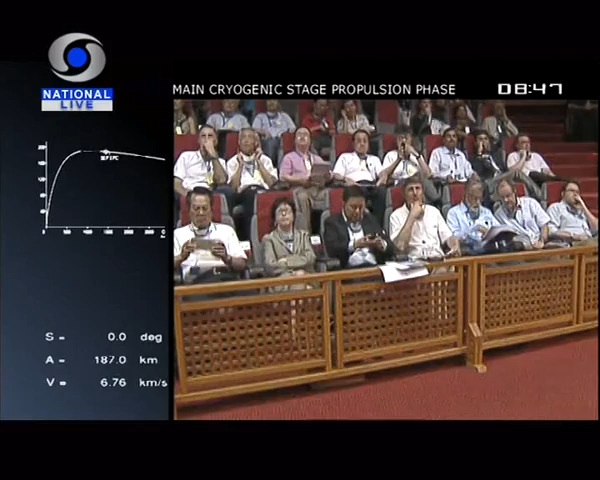 NATIONAL
LIVE
MAIN CRYOGENIC STAGE PROPULSION PHASE
08:47
S = 0.0 deg
A = 187.0 km
V = 6.76 km/s